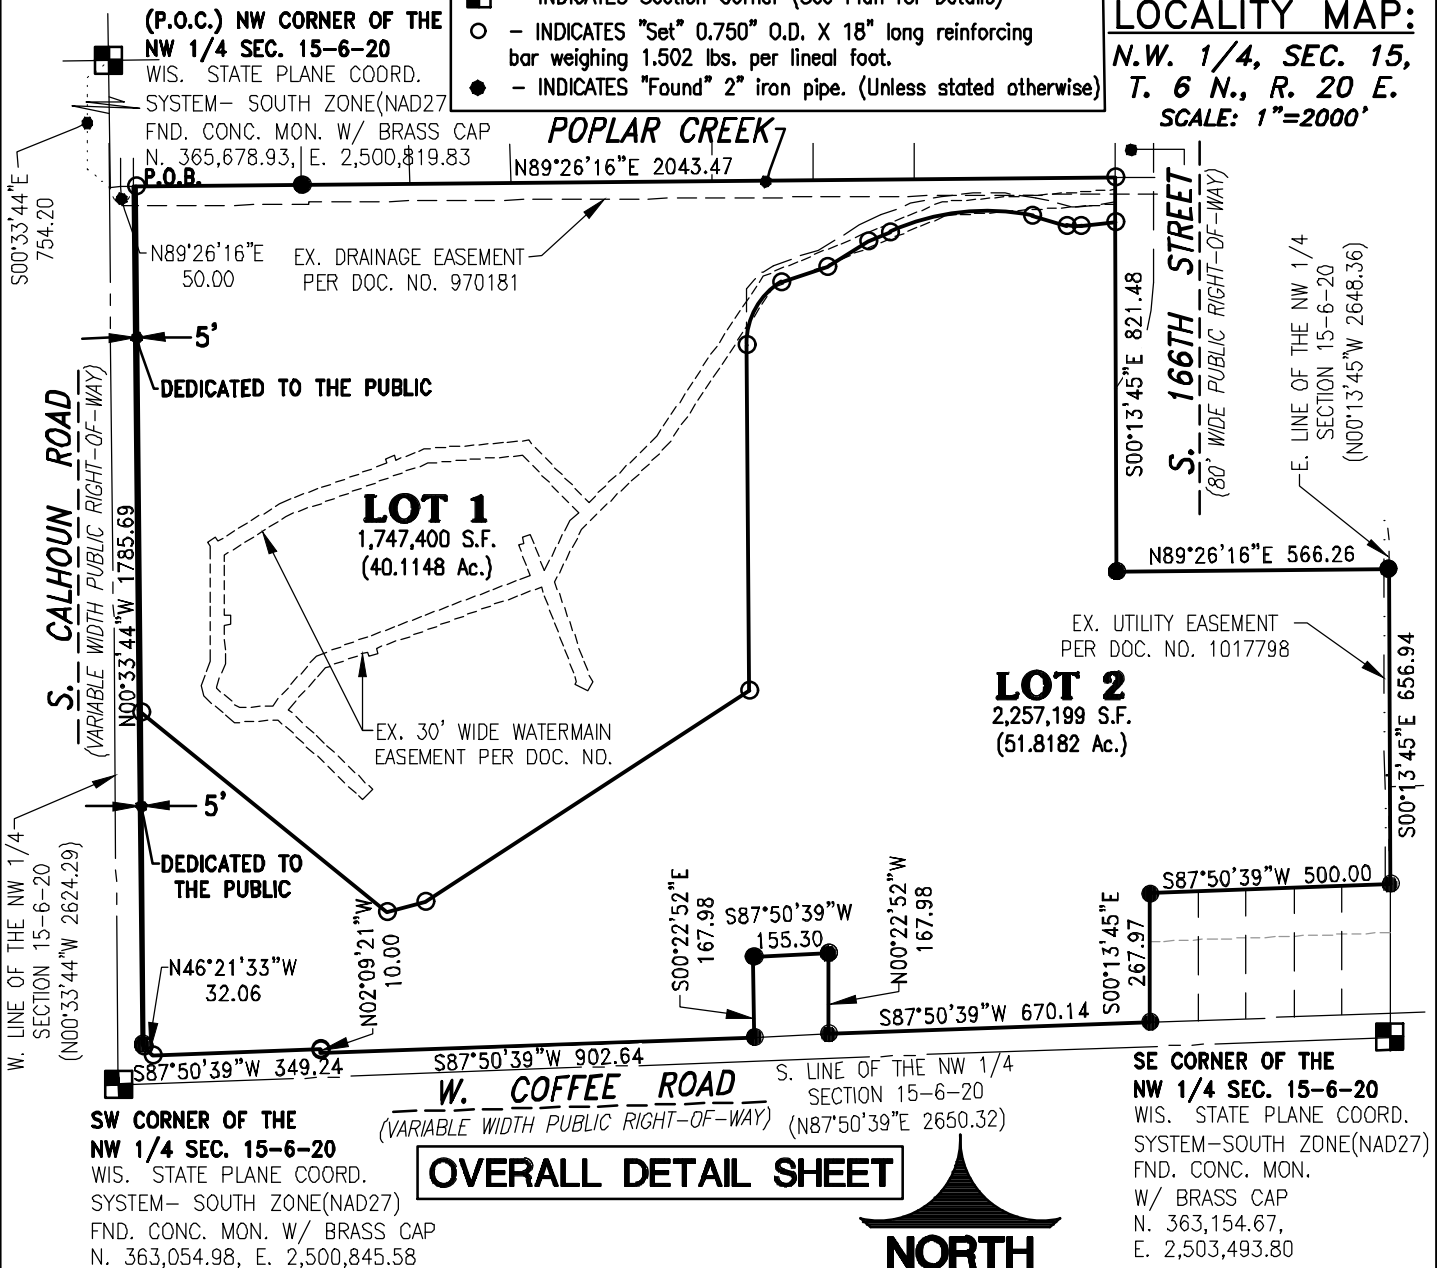 (P.O.C.) NW CORNER OF THE
NW 1/4 SEC. 15-6-20
WIS. STATE PLANE COORD.
SYSTEM- SOUTH ZONE(NAD27
FND. CONC. MON. W/ BRASS CAP
N. 365,678.93, E. 2,500,819.83
P.O.B.
- INDICATES Section Corner (See Plan for Details)
- INDICATES "Set" 0.750" O.D. X 18" long reinforcing
bar weighing 1.502 lbs. per lineal foot.
- INDICATES "Found" 2" iron pipe. (Unless stated otherwise)
LOCALITY MAP:
N.W. 1/4, SEC. 15,
T. 6 N., R. 20 E.
SCALE: 1"=2000'
POPLAR CREEK
N89°26'16"E 2043.47
S00°33'44"E
754.20
N89°26'16"E
50.00
EX. DRAINAGE EASEMENT
PER DOC. NO. 970181
5'
DEDICATED TO THE PUBLIC
S. CALHOUN ROAD
(VARIABLE WIDTH PUBLIC RIGHT-OF-WAY)
N00°33'44"W 1785.69
LOT 1
1,747,400 S.F.
(40.1148 Ac.)
S00°13'45"E 821.48
S. 166TH STREET
(80' WIDE PUBLIC RIGHT-OF-WAY)
E. LINE OF THE NW 1/4
SECTION 15-6-20
(N00°13'45"W 2648.36)
N89°26'16"E 566.26
EX. UTILITY EASEMENT
PER DOC. NO. 1017798
LOT 2
2,257,199 S.F.
(51.8182 Ac.)
S00°13'45"E 656.94
EX. 30' WIDE WATERMAIN
EASEMENT PER DOC. NO.
5'
DEDICATED TO
THE PUBLIC
W. LINE OF THE NW 1/4
SECTION 15-6-20
(N00°33'44"W 2624.29)
N46°21'33"W
32.06
N02°09'21"W
10.00
S00°22'52"E
167.98
S87°50'39"W
155.30
N00°22'52"W
167.98
S87°50'39"W 500.00
S00°13'45"E
267.97
S87°50'39"W 670.14
S87°50'39"W 349.24
S87°50'39"W 902.64
W. COFFEE ROAD
(VARIABLE WIDTH PUBLIC RIGHT-OF-WAY)
S. LINE OF THE NW 1/4
SECTION 15-6-20
(N87°50'39"E 2650.32)
SW CORNER OF THE
NW 1/4 SEC. 15-6-20
WIS. STATE PLANE COORD.
SYSTEM- SOUTH ZONE(NAD27)
FND. CONC. MON. W/ BRASS CAP
N. 363,054.98, E. 2,500,845.58
SE CORNER OF THE
NW 1/4 SEC. 15-6-20
WIS. STATE PLANE COORD.
SYSTEM-SOUTH ZONE(NAD27)
FND. CONC. MON.
W/ BRASS CAP
N. 363,154.67,
E. 2,503,493.80
OVERALL DETAIL SHEET
NORTH